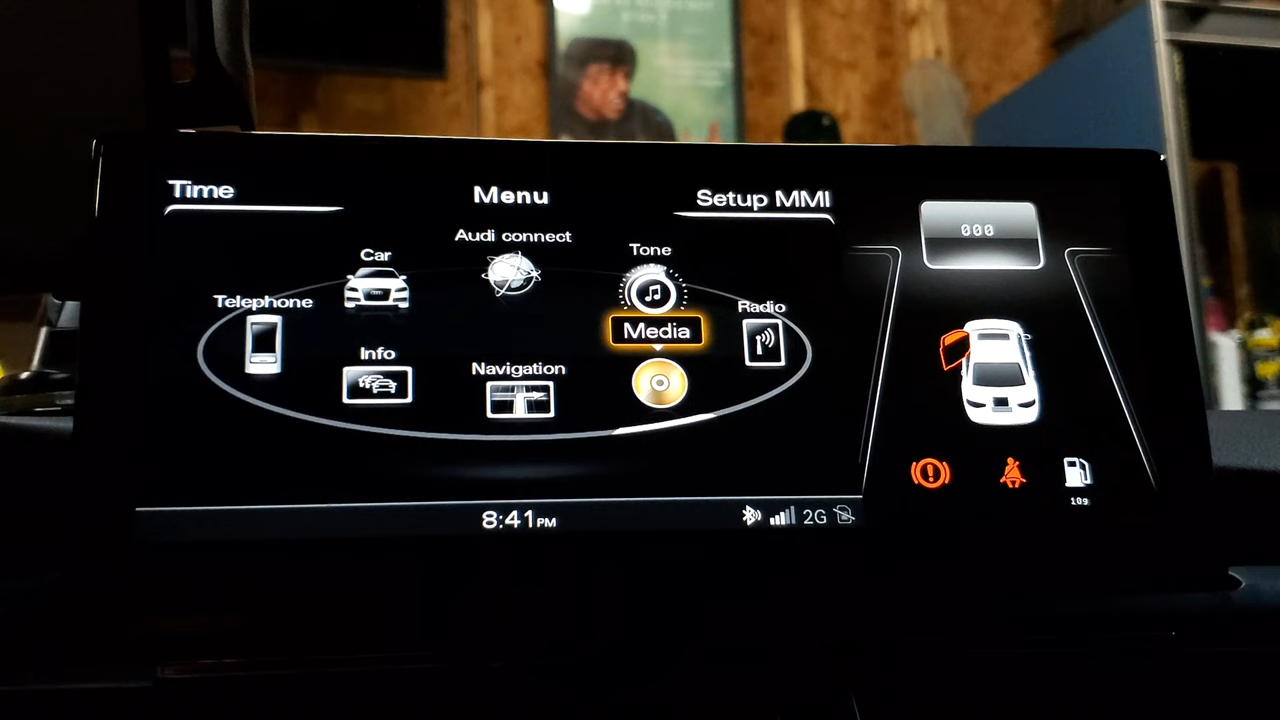 Time
Menu
Setup MMI
Audi connect
Tone
Car
Telephone
Media
Radio
Info
Navigation
000
109
8:41PM
2G